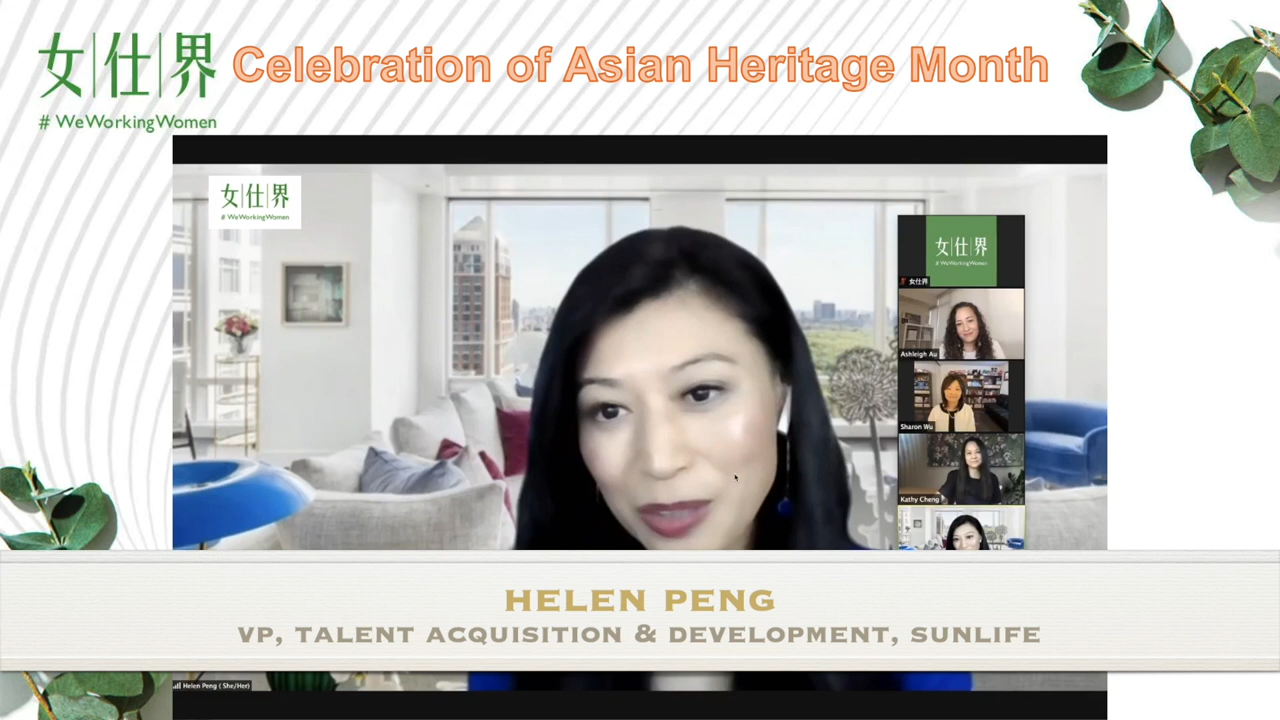 女|仕|界
# WeWorkingWomen
Celebration of Asian Heritage Month
女|仕|界
# WeWorkingWomen
女|仕|界
# WeWorkingWomen
女仕界
Ashleigh Au
Sharon Wu
Kathy Cheng
HELEN PENG
VP, TALENT ACQUISITION & DEVELOPMENT, SUNLIFE
Helen Peng ( She/Her)